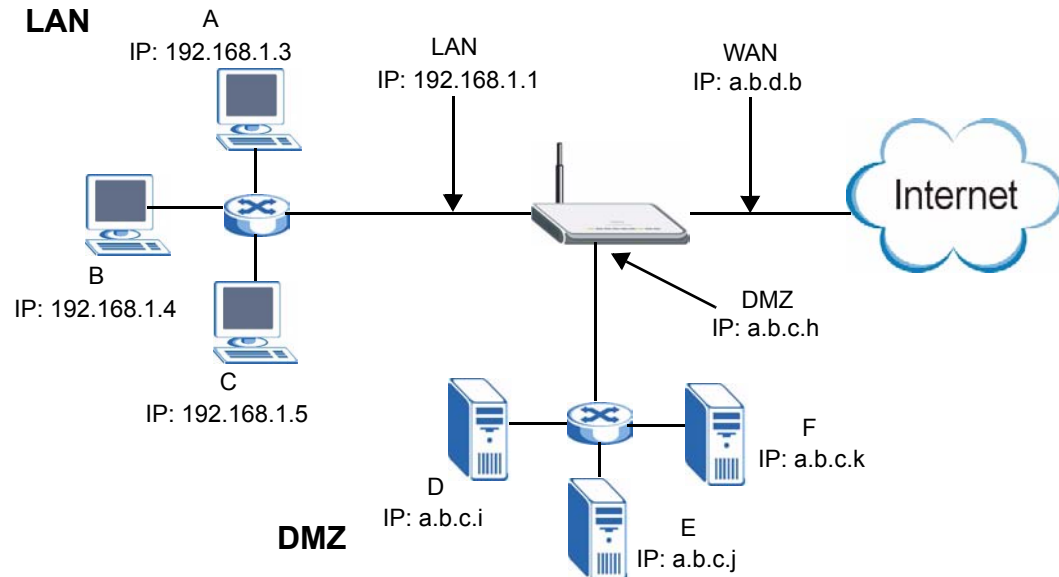 LAN
A
IP: 192.168.1.3
LAN
IP: 192.168.1.1
WAN
IP: a.b.d.b
Internet
B
IP: 192.168.1.4
DMZ
IP: a.b.c.h
C
IP: 192.168.1.5
F
IP: a.b.c.k
D
IP: a.b.c.i
E
IP: a.b.c.j
DMZ